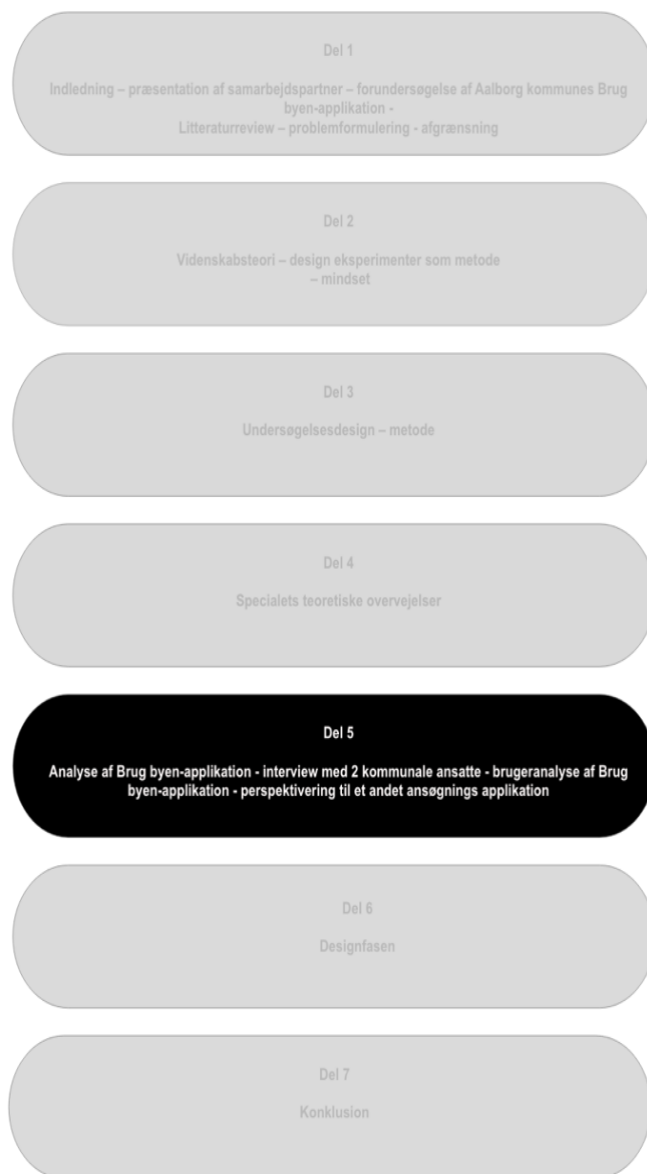 Del 1
Indledning – præsentation af samarbejdspartner – forundersøgelse af Aalborg kommunes Brug
byen-applikation -
Litteraturreview – problemformulering - afgrænsning
Del 2
Videnskabsteori – design eksperimenter som metode
– mindset
Del 3
Undersøgelsesdesign – metode
Del 4
Specialets teoretiske overvejelser
Del 5
Analyse af Brug byen-applikation - interview med 2 kommunale ansatte - brugeranalyse af Brug
byen-applikation - perspektivering til et andet ansøgnings applikation
Del 6
Designfasen
Del 7
Konklusion